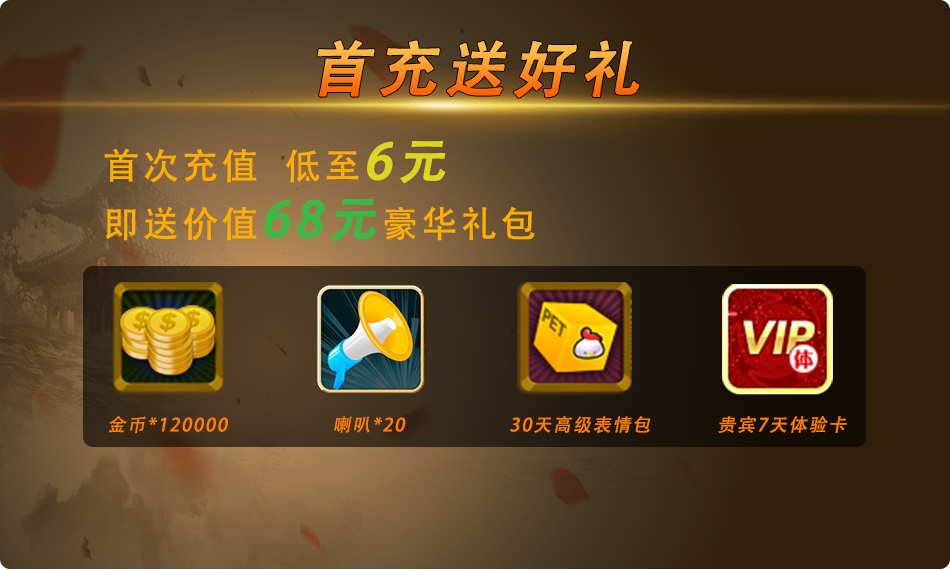 首充送好礼
首次充值 低至6元
即送价值68元豪华礼包
PET
VIP
体
金币*120000
喇叭*20
30天高级表情包
贵宾7天体验卡